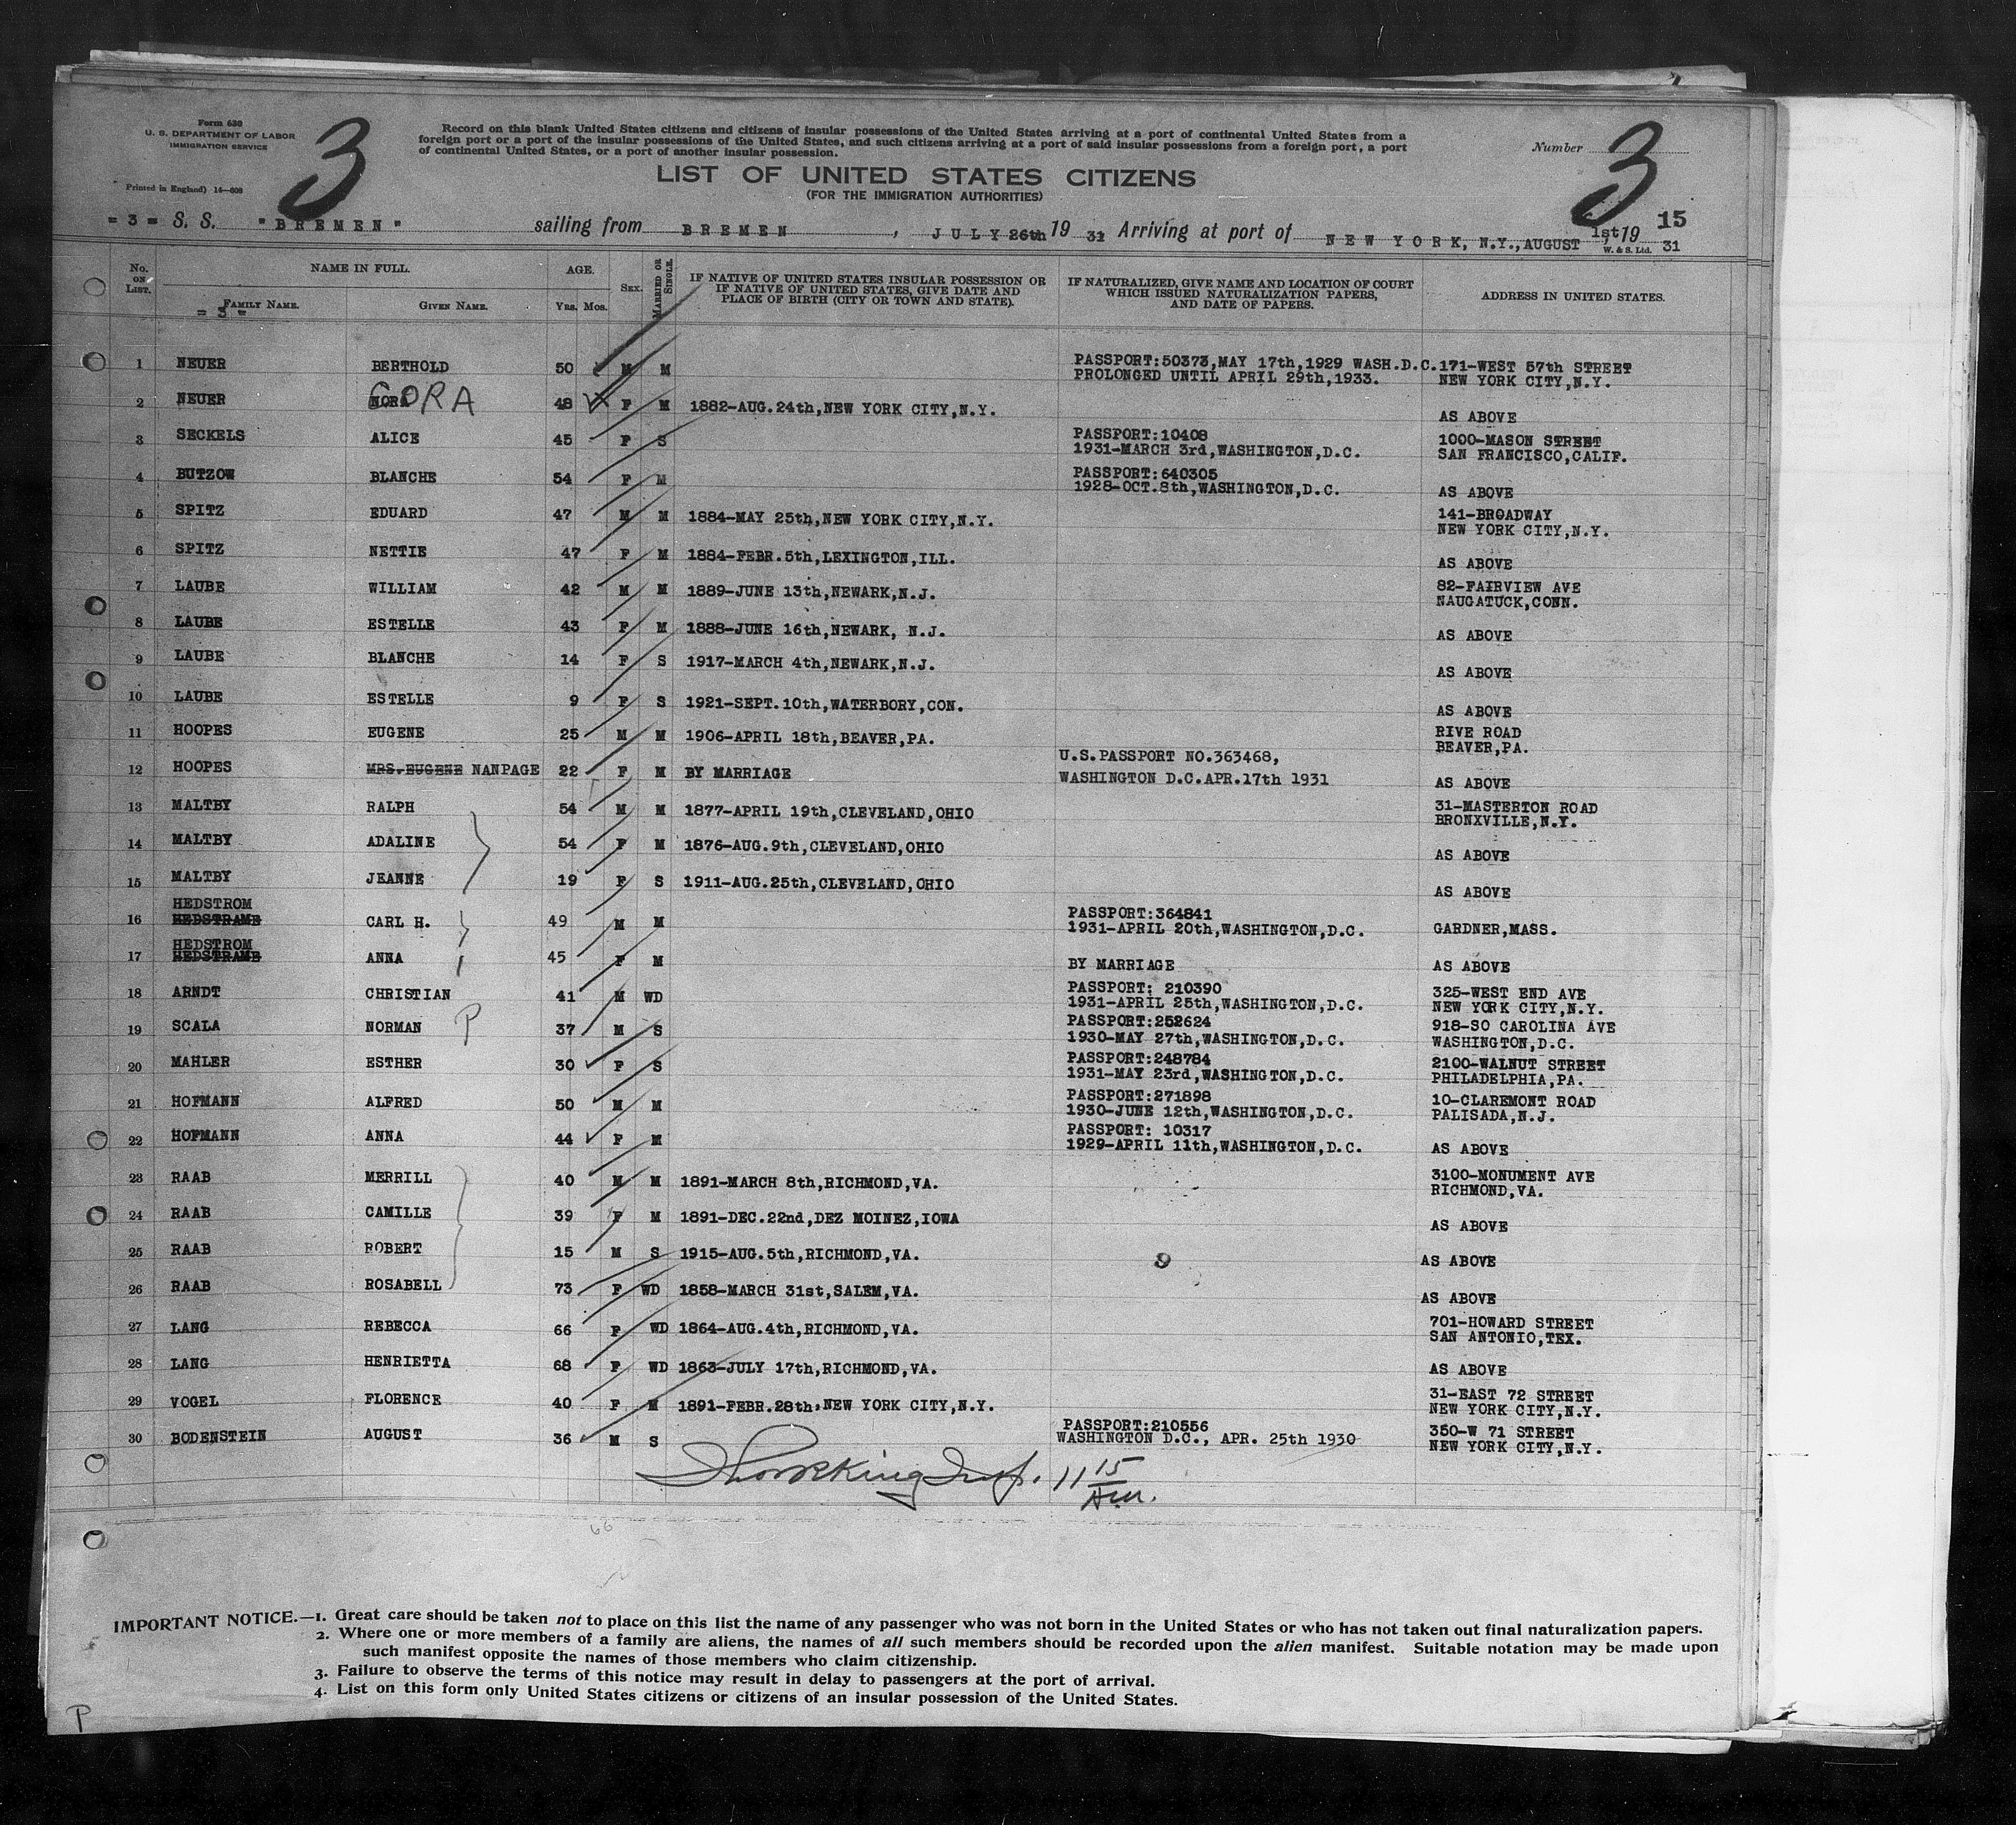 Form 630
U. S. DEPARTMENT OF LABOR
IMMIGRATION SERVICE
Printed in England) 14—608
3
Record on this blank United States citizens and citizens of insular possessions of the United States arriving at a port of continental United States from a
foreign port or a port of the insular possessions of the United States, and such citizens arriving at a port of said insular possessions from a foreign port, a port
of continental United States, or a port of another insular possession.
Number 3
LIST OF UNITED STATES CITIZENS
(FOR THE IMMIGRATION AUTHORITIES)
15
= 3 = S. S. "BREMEN" sailing from BREMEN, JULY 26th 19 31 Arriving at port of NEW YORK, N.Y., AUGUST 1st, 19 31
W. & S. Ltd.
No. ON LIST. NAME IN FULL. FAMILY NAME. GIVEN NAME. AGE. YRS. MOS. SEX. MARRIED OR SINGLE. IF NATIVE OF UNITED STATES INSULAR POSSESSION OR IF NATIVE OF UNITED STATES, GIVE DATE AND PLACE OF BIRTH (CITY OR TOWN AND STATE). IF NATURALIZED, GIVE NAME AND LOCATION OF COURT WHICH ISSUED NATURALIZATION PAPERS, AND DATE OF PAPERS. ADDRESS IN UNITED STATES.
= 3 =
1 NEUER BERTHOLD 50 M M PASSPORT:50373,MAY 17th,1929 WASH.D.C. 171-WEST 57th STREET
PROLONGED UNTIL APRIL 29th,1933. NEW YORK CITY,N.Y.
2 NEUER NORA CORA 48 F M 1882-AUG.24th,NEW YORK CITY,N.Y. AS ABOVE
3 SECKELS ALICE 45 F S PASSPORT:10408 1000-MASON STREET
1931-MARCH 3rd,WASHINGTON,D.C. SAN FRANCISCO,CALIF.
4 BUTZOW BLANCHE 54 F M PASSPORT:640305
1928-OCT.8th,WASHINGTON,D.C. AS ABOVE
5 SPITZ EDUARD 47 M M 1884-MAY 25th,NEW YORK CITY,N.Y. 141-BROADWAY
NEW YORK CITY,N.Y.
6 SPITZ NETTIE 47 F M 1884-FEBR.5th,LEXINGTON,ILL. AS ABOVE
7 LAUBE WILLIAM 42 M M 1889-JUNE 13th,NEWARK,N.J. 82-FAIRVIEW AVE
NAUGATUCK,CONN.
8 LAUBE ESTELLE 43 F M 1888-JUNE 16th,NEWARK, N.J. AS ABOVE
9 LAUBE BLANCHE 14 F S 1917-MARCH 4th,NEWARK,N.J. AS ABOVE
10 LAUBE ESTELLE 9 F S 1921-SEPT.10th,WATERBORY,CON. AS ABOVE
11 HOOPES EUGENE 25 M M 1906-APRIL 18th,BEAVER,PA. RIVE ROAD
BEAVER,PA.
12 HOOPES MRS.EUGENE NANPAGE 22 F M BY MARRIAGE U.S.PASSPORT NO.363468,
WASHINGTON D.C.APR.17th 1931 AS ABOVE
13 MALTBY RALPH 54 M M 1877-APRIL 19th,CLEVELAND,OHIO 31-MASTERTON ROAD
BRONXVILLE,N.Y.
14 MALTBY ADALINE 54 F M 1876-AUG.9th,CLEVELAND,OHIO AS ABOVE
15 MALTBY JEANNE 19 F S 1911-AUG.25th,CLEVELAND,OHIO AS ABOVE
HEDSTROM
16 HEDSTRAME CARL H. 49 M M PASSPORT:364841
1931-APRIL 20th,WASHINGTON,D.C. GARDNER,MASS.
HEDSTROM
17 HEDSTRAME ANNA 45 F M BY MARRIAGE AS ABOVE
18 ARNDT CHRISTIAN 41 M WD PASSPORT: 210390 325-WEST END AVE
1931-APRIL 25th,WASHINGTON,D.C. NEW YORK CITY,N.Y.
19 SCALA NORMAN P 37 M S PASSPORT:252624 918-SO CAROLINA AVE
1930-MAY 27th,WASHINGTON,D.C. WASHINGTON,D.C.
20 MAHLER ESTHER 30 F S PASSPORT:248784 2100-WALNUT STREET
1931-MAY 23rd,WASHINGTON,D.C. PHILADELPHIA,PA.
21 HOFMANN ALFRED 50 M M PASSPORT:271898 10-CLAREMONT ROAD
1930-JUNE 12th,WASHINGTON,D.C. PALISADA,N.J.
22 HOFMANN ANNA 44 F M PASSPORT: 10317
1929-APRIL 11th,WASHINGTON,D.C. AS ABOVE
23 RAAB MERRILL 40 M M 1891-MARCH 8th,RICHMOND,VA. 3100-MONUMENT AVE
RICHMOND,VA.
24 RAAB CAMILLE 39 F M 1891-DEC.22nd,DEZ MOINEZ,IOWA AS ABOVE
25 RAAB ROBERT 15 M S 1915-AUG.5th,RICHMOND,VA. AS ABOVE
26 RAAB ROSABELL 73 F WD 1858-MARCH 31st,SALEM,VA. AS ABOVE
27 LANG REBECCA 66 F WD 1864-AUG.4th,RICHMOND,VA. 701-HOWARD STREET
SAN ANTONIO,TEX.
28 LANG HENRIETTA 68 F WD 1863-JULY 17th,RICHMOND,VA. AS ABOVE
29 VOGEL FLORENCE 40 F M 1891-FEBR.28th,NEW YORK CITY,N.Y. 31-EAST 72 STREET
NEW YORK CITY,N.Y.
30 BODENSTEIN AUGUST 36 M S PASSPORT:210556 350-W 71 STREET
WASHINGTON D.C., APR. 25th 1930 NEW YORK CITY,N.Y.
Insp. 11 15 Am.
66
IMPORTANT NOTICE.—1. Great care should be taken not to place on this list the name of any passenger who was not born in the United States or who has not taken out final naturalization papers.
2. Where one or more members of a family are aliens, the names of all such members should be recorded upon the alien manifest. Suitable notation may be made upon
such manifest opposite the names of those members who claim citizenship.
3. Failure to observe the terms of this notice may result in delay to passengers at the port of arrival.
4. List on this form only United States citizens or citizens of an insular possession of the United States.
P